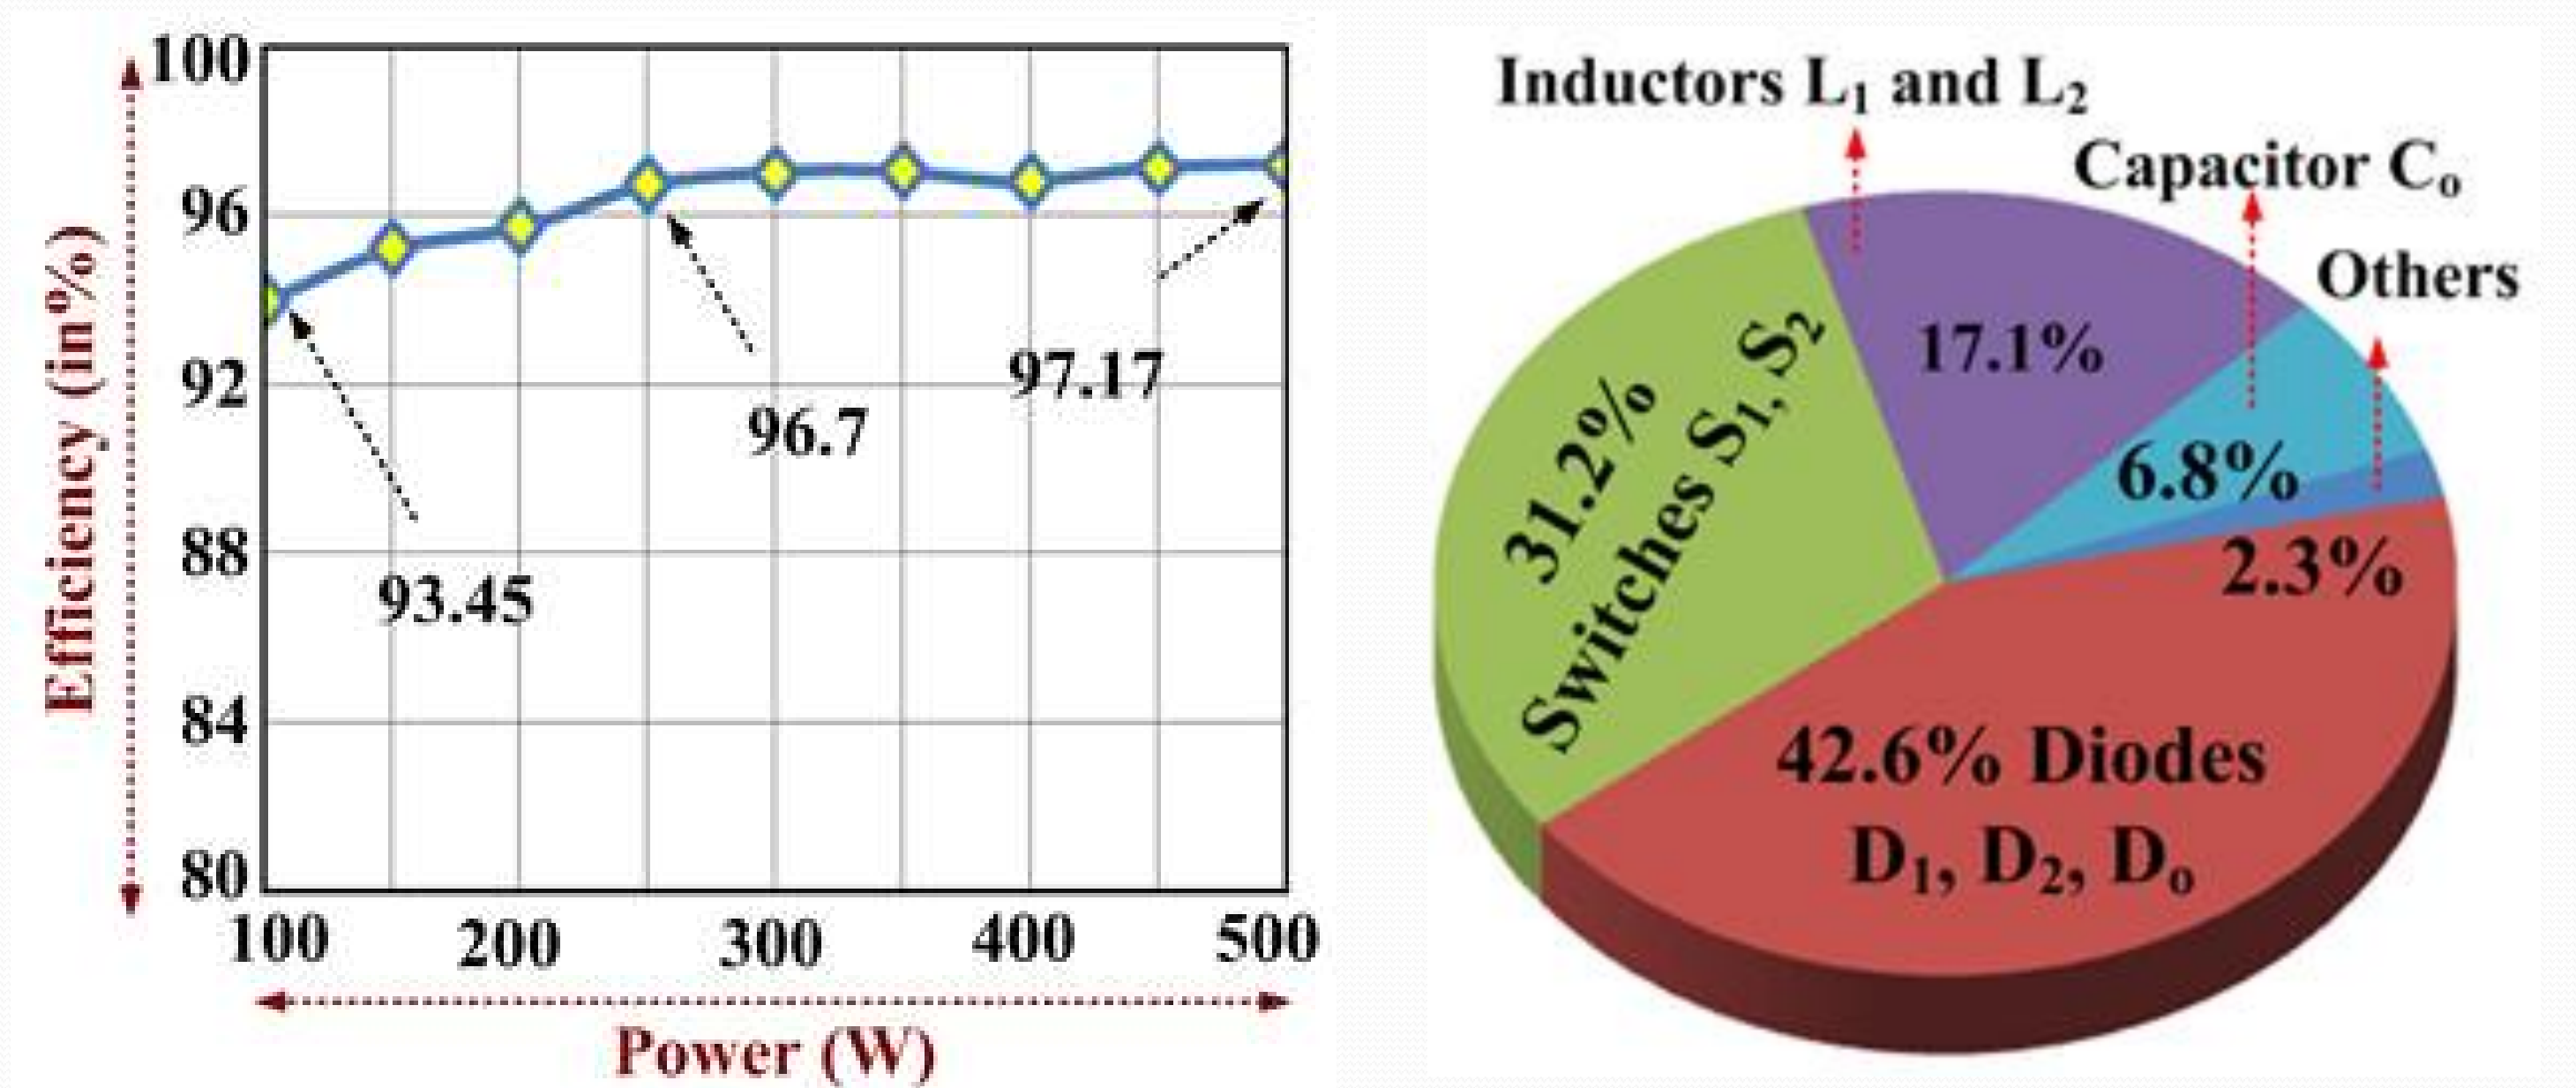 100
96
92
88
84
80
Efficiency (in%)
93.45
96.7
97.17
100 200 300 400 500
Power (W)
Inductors L₁ and L₂
Capacitor Cₒ
Others
17.1%
6.8%
2.3%
31.2%
Switches S₁, S₂
42.6% Diodes
D₁, D₂, Dₒ